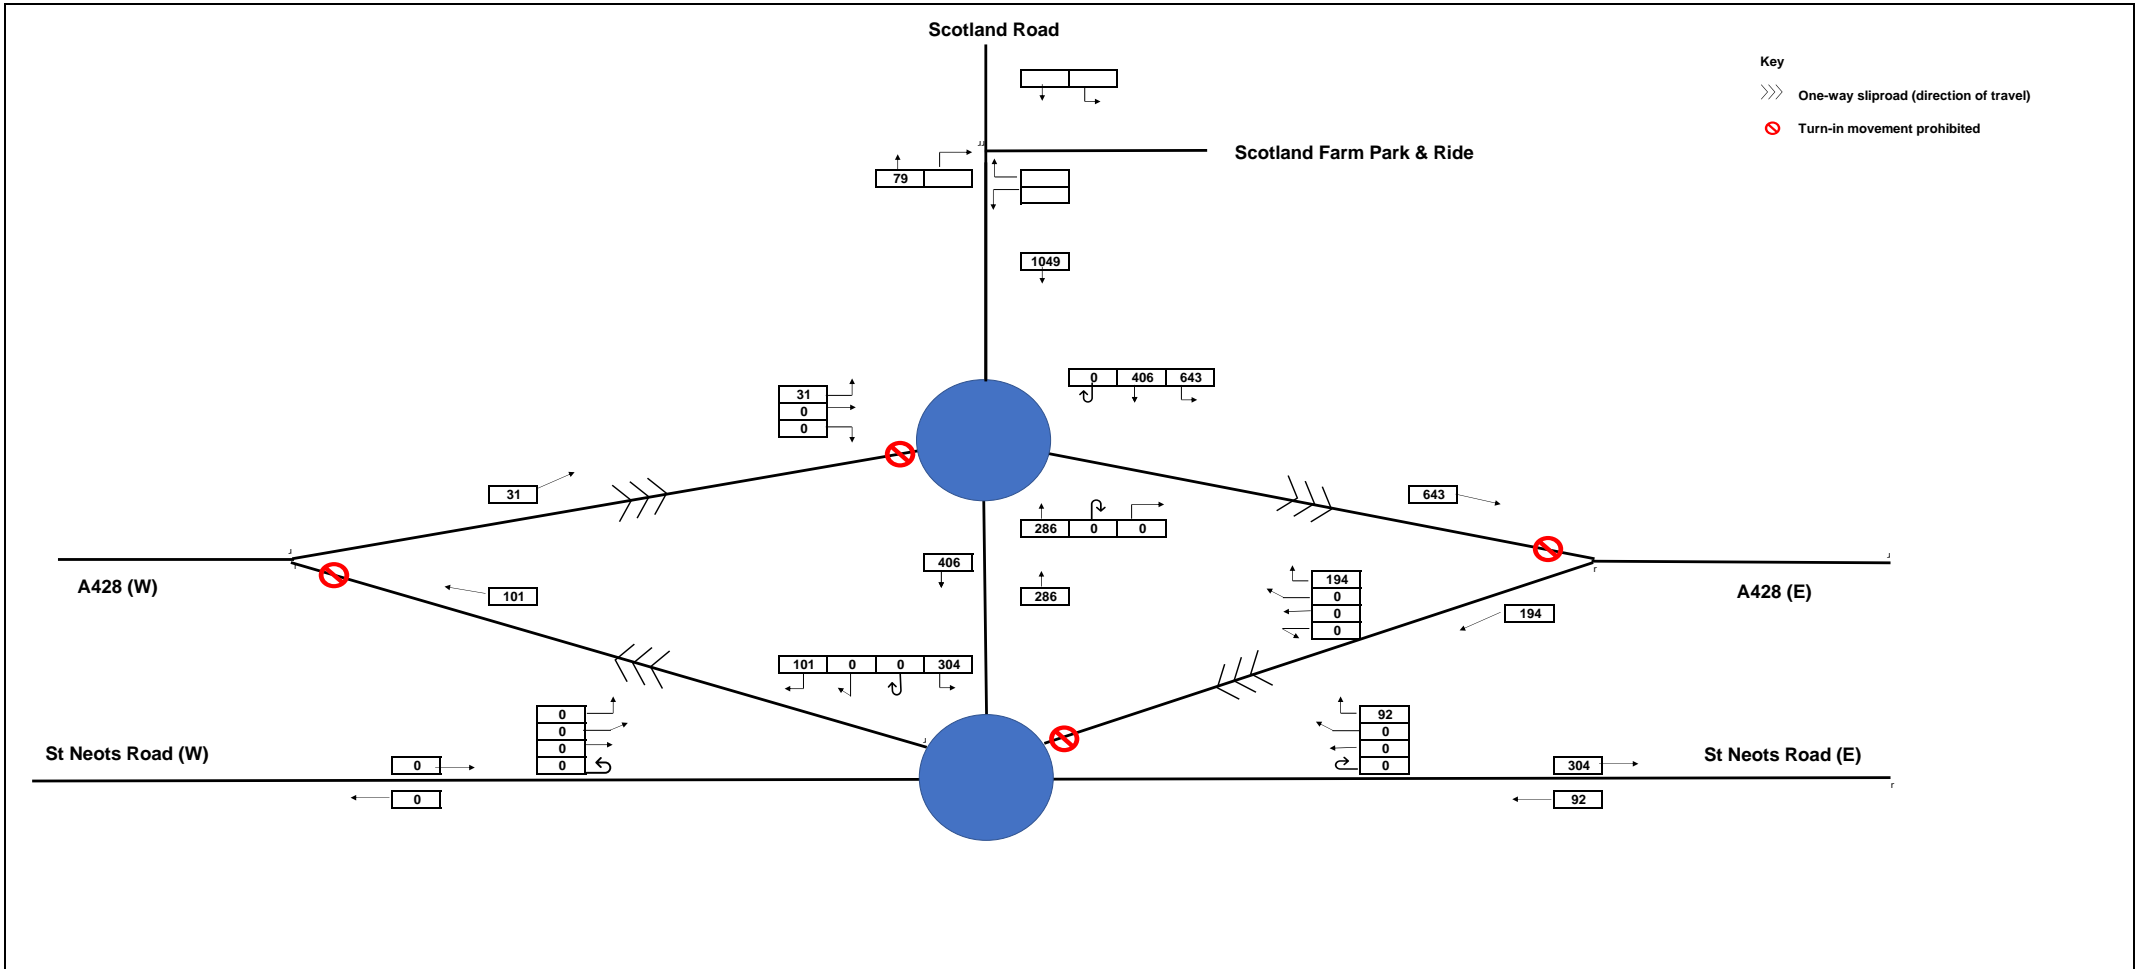 Scotland Road
Key
One-way sliproad (direction of travel)
Turn-in movement prohibited
Scotland Farm Park & Ride
79
1049
0 406 643
31
0
0
31
643
286 0 0
406
286
194
0
0
0
A428 (W)
101
A428 (E)
194
101 0 0 304
0
0
0
0
92
0
0
0
St Neots Road (W)
0
0
St Neots Road (E)
304
92